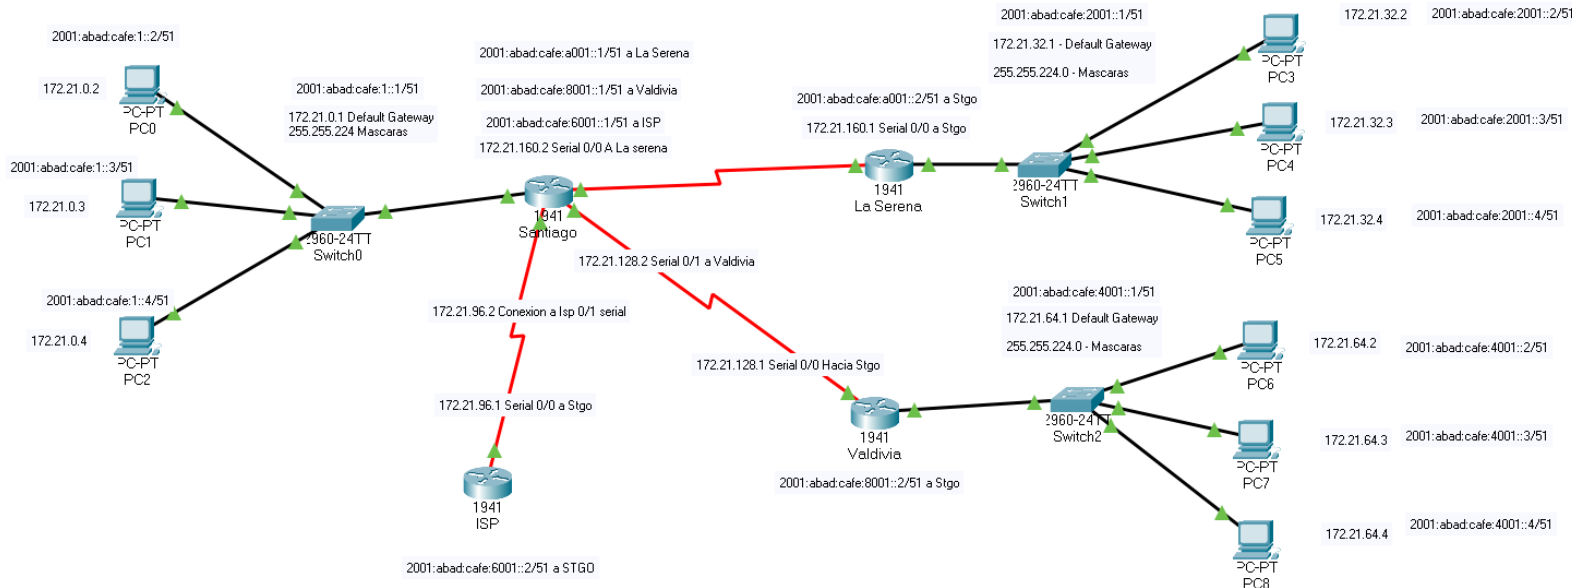 2001:abad:cafe:1::2/51
172.21.0.2
PC-PT
PC0
2001:abad:cafe:1::3/51
172.21.0.3
PC-PT
PC1
2001:abad:cafe:1::4/51
172.21.0.4
PC-PT
PC2
2001:abad:cafe:1::1/51
172.21.0.1 Default Gateway
255.255.224 Mascaras
2960-24TT
Switch0
2001:abad:cafe:a001::1/51 a La Serena
2001:abad:cafe:8001::1/51 a Valdivia
2001:abad:cafe:6001::1/51 a ISP
172.21.160.2 Serial 0/0 A La serena
1941
Santiago
172.21.128.2 Serial 0/1 a Valdivia
172.21.96.2 Conexion a Isp 0/1 serial
172.21.96.1 Serial 0/0 a Stgo
1941
ISP
2001:abad:cafe:6001::2/51 a STGO
2001:abad:cafe:a001::2/51 a Stgo
172.21.160.1 Serial 0/0 a Stgo
1941
La Serena
2001:abad:cafe:2001::1/51
172.21.32.1 - Default Gateway
255.255.224.0 - Mascaras
2960-24TT
Switch1
172.21.32.2
2001:abad:cafe:2001::2/51
PC-PT
PC3
172.21.32.3
2001:abad:cafe:2001::3/51
PC-PT
PC4
172.21.32.4
2001:abad:cafe:2001::4/51
PC-PT
PC5
172.21.128.1 Serial 0/0 Hacia Stgo
1941
Valdivia
2001:abad:cafe:8001::2/51 a Stgo
2001:abad:cafe:4001::1/51
172.21.64.1 Default Gateway
255.255.224.0 - Mascaras
2960-24TT
Switch2
172.21.64.2
2001:abad:cafe:4001::2/51
PC-PT
PC6
172.21.64.3
2001:abad:cafe:4001::3/51
PC-PT
PC7
172.21.64.4
2001:abad:cafe:4001::4/51
PC-PT
PC8